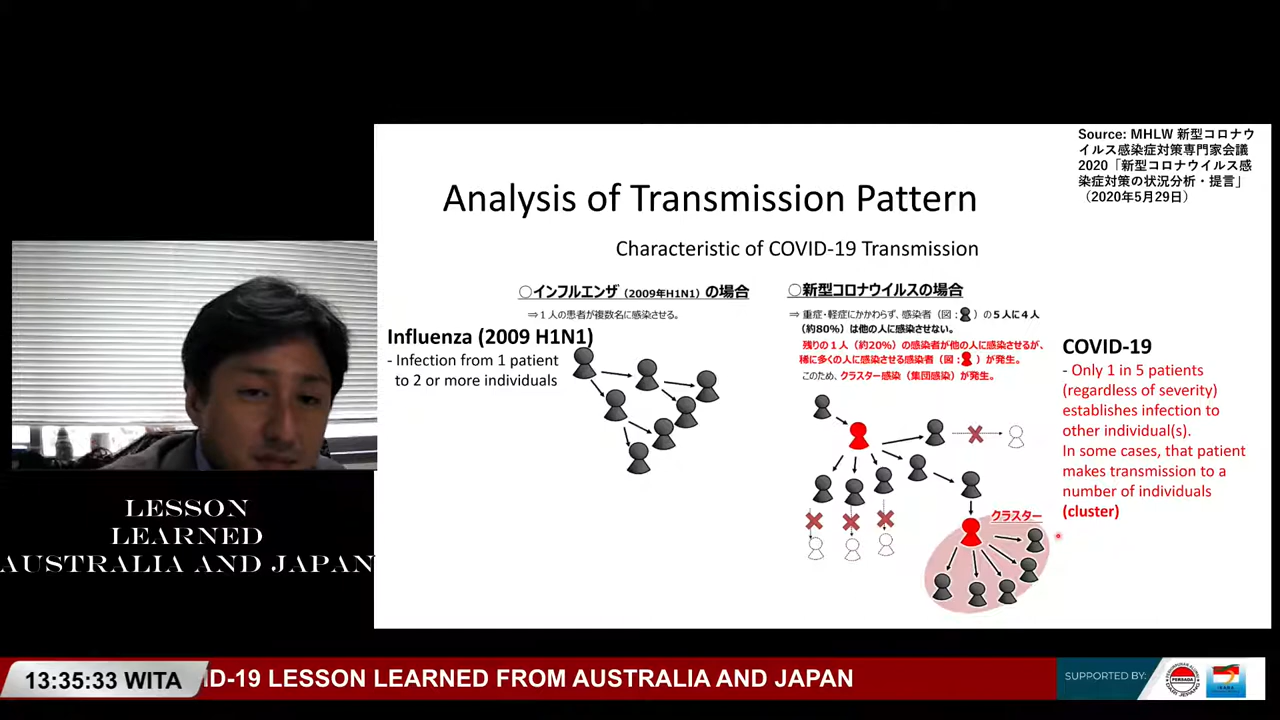 Source: MHLW 新型コロナウ
イルス感染症対策専門家会議
2020「新型コロナウイルス感
染症対策の状況分析・提言」
（2020年5月29日）
Analysis of Transmission Pattern
Characteristic of COVID-19 Transmission
○インフルエンザ（2009年H1N1）の場合
⇒１人の患者が複数名に感染させる。
Influenza (2009 H1N1)
- Infection from 1 patient
to 2 or more individuals
○新型コロナウイルスの場合
⇒ 重症・軽症にかかわらず、感染者（図：）の５人に４人
（約80%）は他の人に感染させない。
残りの１人（約20%）の感染者が他の人に感染させるが、
稀に多くの人に感染させる感染者（図：）が発生。
このため、クラスター感染（集団感染）が発生。
クラスター
COVID-19
- Only 1 in 5 patients
(regardless of severity)
establishes infection to
other individual(s).
In some cases, that patient
makes transmission to a
number of individuals
(cluster)
LESSON
LEARNED
AUSTRALIA AND JAPAN
13:35:33 WITA
ID-19 LESSON LEARNED FROM AUSTRALIA AND JAPAN
SUPPORTED BY:
PERSADA